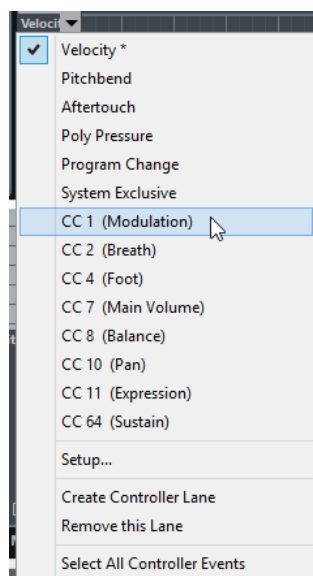 Velocit
Velocity *
Pitchbend
Aftertouch
Poly Pressure
Program Change
System Exclusive
CC 1 (Modulation)
CC 2 (Breath)
CC 4 (Foot)
CC 7 (Main Volume)
CC 8 (Balance)
CC 10 (Pan)
CC 11 (Expression)
CC 64 (Sustain)
Setup...
Create Controller Lane
Remove this Lane
Select All Controller Events